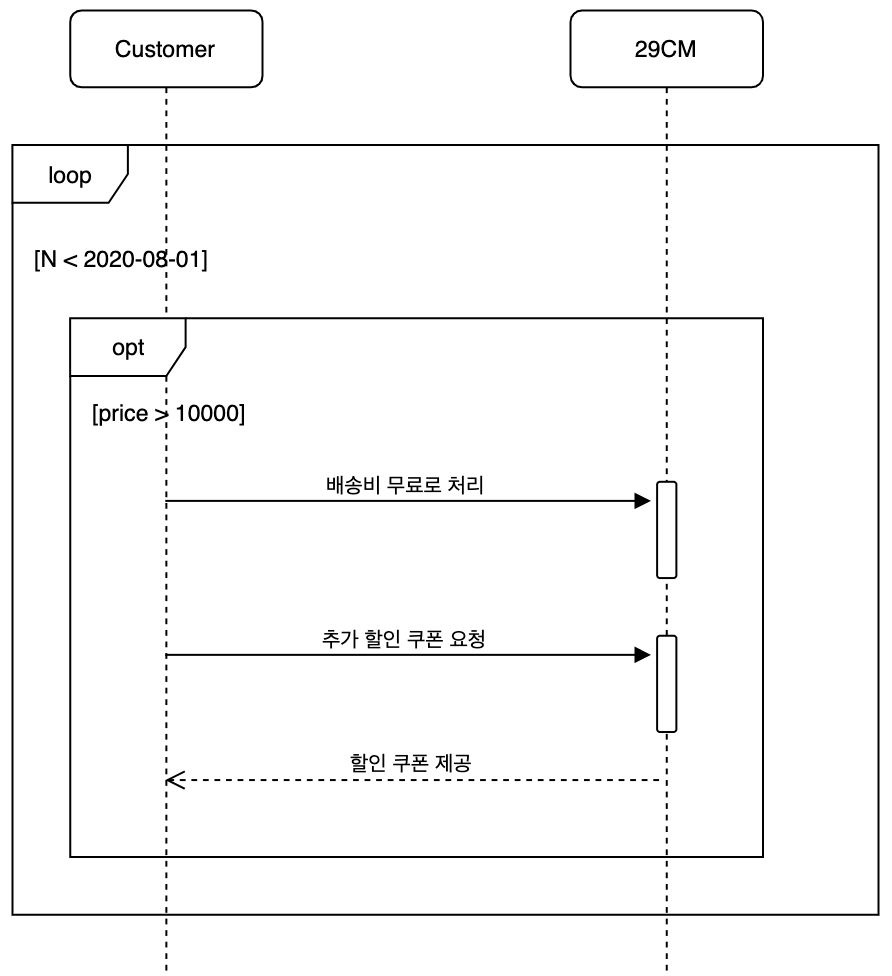 Customer
29CM
loop
[N < 2020-08-01]
opt
[price > 10000]
배송비 무료로 처리
추가 할인 쿠폰 요청
할인 쿠폰 제공